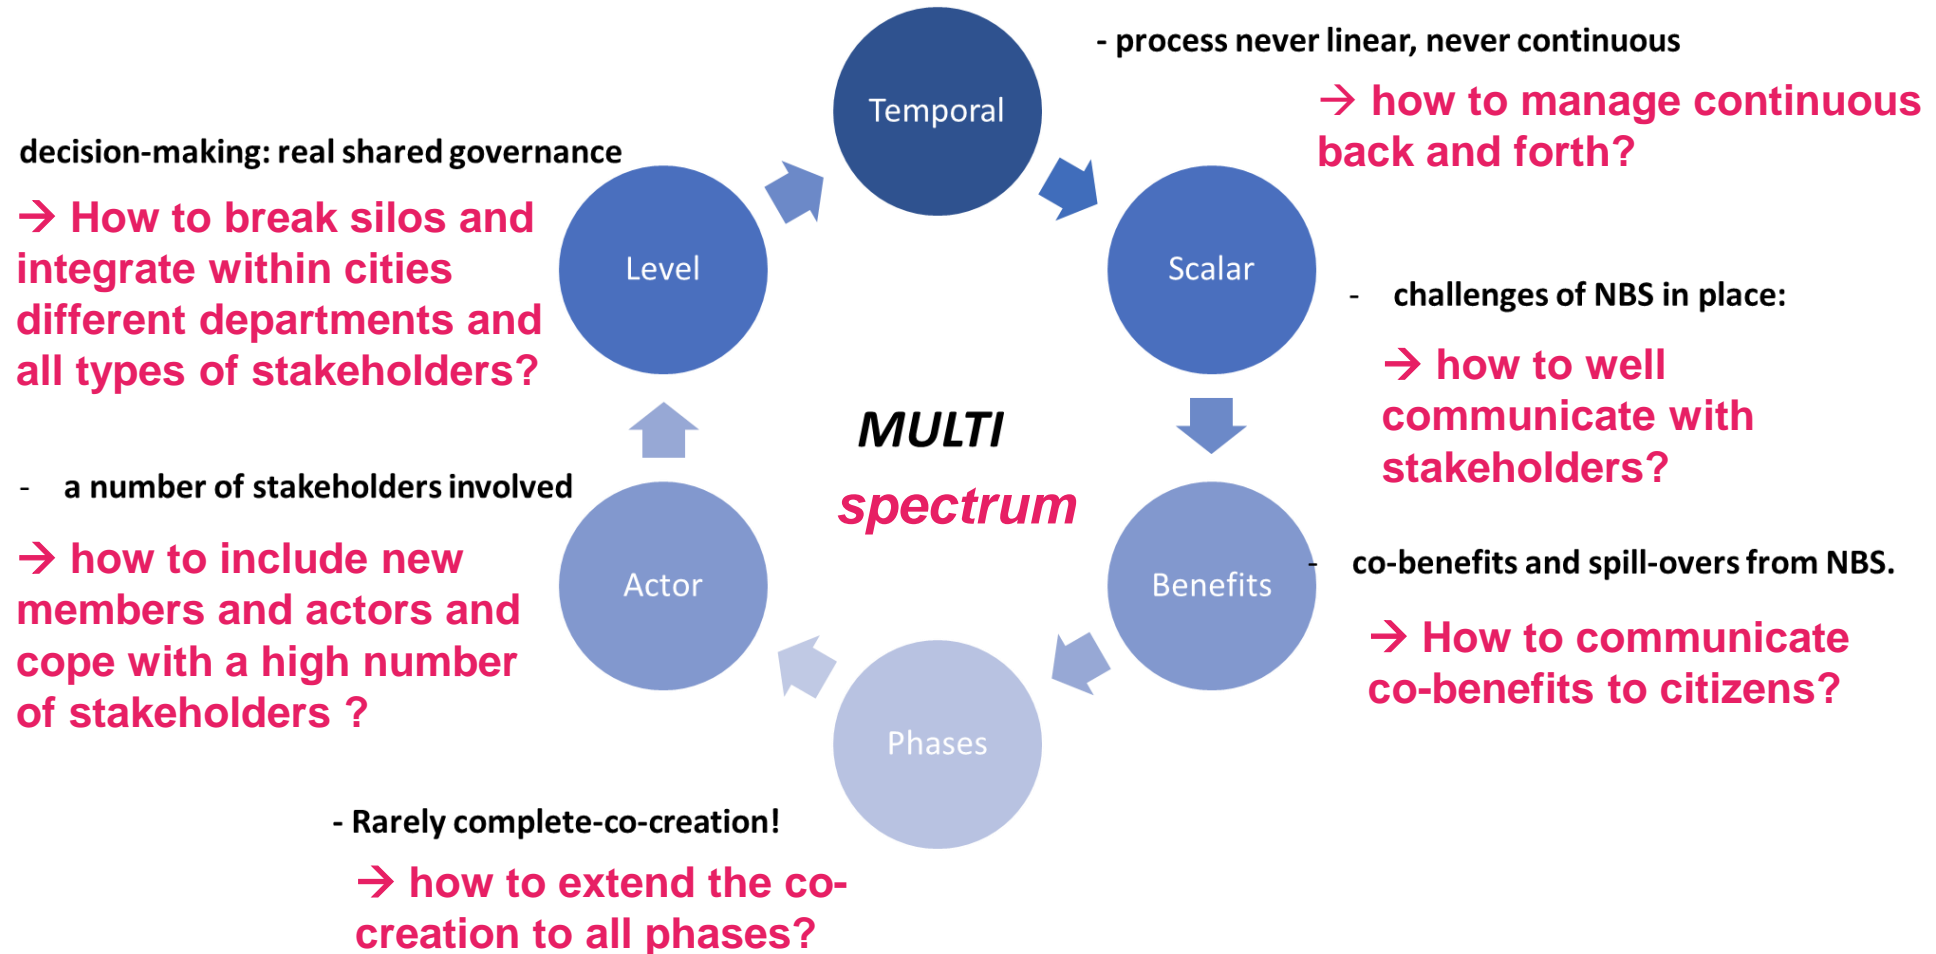 Temporal
- process never linear, never continuous
→ how to manage continuous
back and forth?
Scalar
- challenges of NBS in place:
→ how to well
communicate with
stakeholders?
Benefits
- co-benefits and spill-overs from NBS.
→ How to communicate
co-benefits to citizens?
Phases
- Rarely complete-co-creation!
→ how to extend the co-
creation to all phases?
Actor
- a number of stakeholders involved
→ how to include new
members and actors and
cope with a high number
of stakeholders ?
Level
decision-making: real shared governance
→ How to break silos and
integrate within cities
different departments and
all types of stakeholders?
MULTI
spectrum